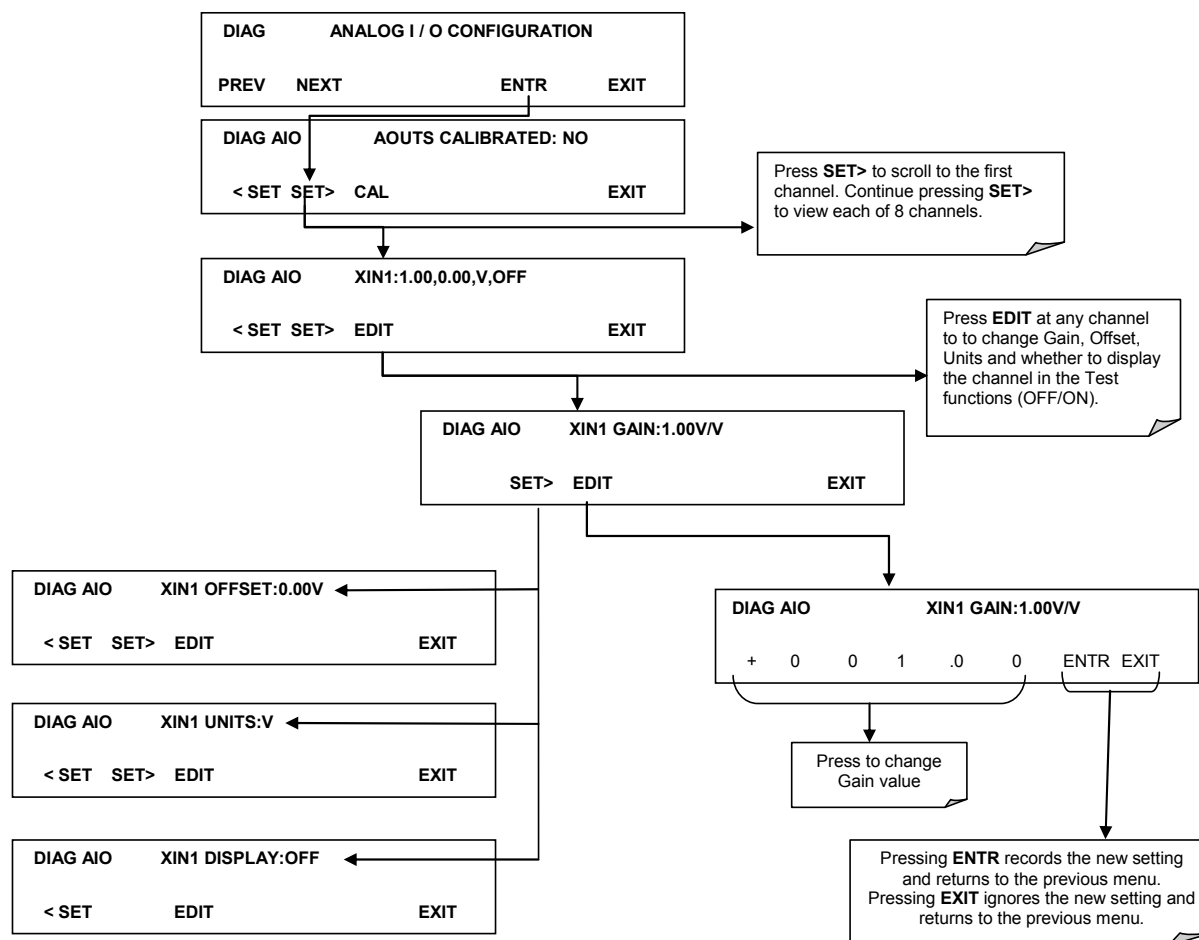 DIAG ANALOG I / O CONFIGURATION
PREV NEXT ENTR EXIT
DIAG AIO AOUTS CALIBRATED: NO
< SET SET> CAL EXIT
Press SET> to scroll to the first
channel. Continue pressing SET>
to view each of 8 channels.
DIAG AIO XIN1:1.00,0.00,V,OFF
< SET SET> EDIT EXIT
Press EDIT at any channel
to to change Gain, Offset,
Units and whether to display
the channel in the Test
functions (OFF/ON).
DIAG AIO XIN1 GAIN:1.00V/V
SET> EDIT EXIT
DIAG AIO XIN1 OFFSET:0.00V
< SET SET> EDIT EXIT
DIAG AIO XIN1 GAIN:1.00V/V
+ 0 0 1 .0 0 ENTR EXIT
DIAG AIO XIN1 UNITS:V
< SET SET> EDIT EXIT
Press to change
Gain value
DIAG AIO XIN1 DISPLAY:OFF
< SET EDIT EXIT
Pressing ENTR records the new setting
and returns to the previous menu.
Pressing EXIT ignores the new setting and
returns to the previous menu.